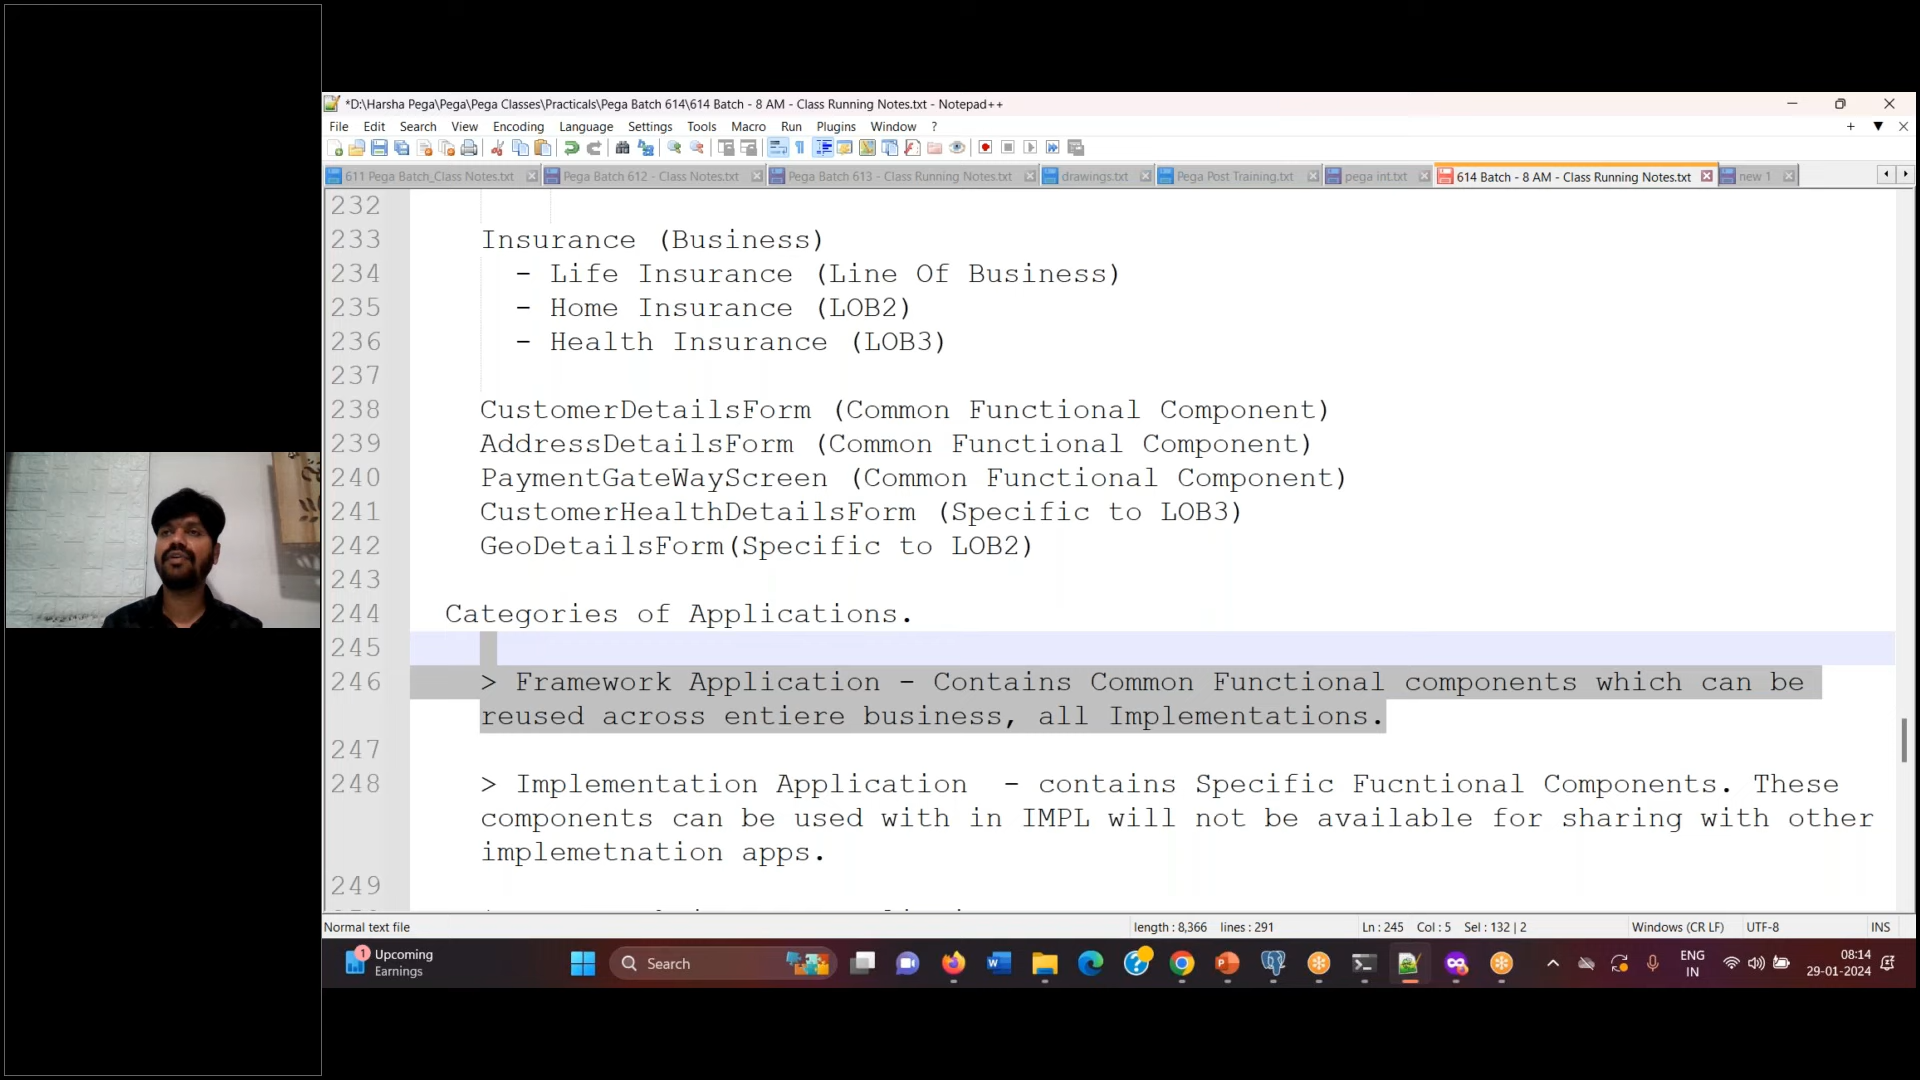 *D:\Harsha Pega\Pega\Pega Classes\Practicals\Pega Batch 614\614 Batch - 8 AM - Class Running Notes.txt - Notepad++
File Edit Search View Encoding Language Settings Tools Macro Run Plugins Window ?
611 Pega Batch_Class Notes.txt Pega Batch 612 - Class Notes.txt Pega Batch 613 - Class Running Notes.txt drawings.txt Pega Post Training.txt pega int.txt 614 Batch - 8 AM - Class Running Notes.txt new 1
232
233 Insurance (Business)
234 - Life Insurance (Line Of Business)
235 - Home Insurance (LOB2)
236 - Health Insurance (LOB3)
237
238 CustomerDetailsForm (Common Functional Component)
239 AddressDetailsForm (Common Functional Component)
240 PaymentGateWayScreen (Common Functional Component)
241 CustomerHealthDetailsForm (Specific to LOB3)
242 GeoDetailsForm(Specific to LOB2)
243
244 Categories of Applications.
245
246 > Framework Application - Contains Common Functional components which can be
reused across entiere business, all Implementations.
247
248 > Implementation Application - contains Specific Fucntional Components. These
components can be used with in IMPL will not be available for sharing with other
implemetnation apps.
249
Normal text file length : 8,366 lines : 291 Ln : 245 Col : 5 Sel : 132 | 2 Windows (CR LF) UTF-8 INS
1 Upcoming
Earnings
Search
ENG
IN
08:14
29-01-2024